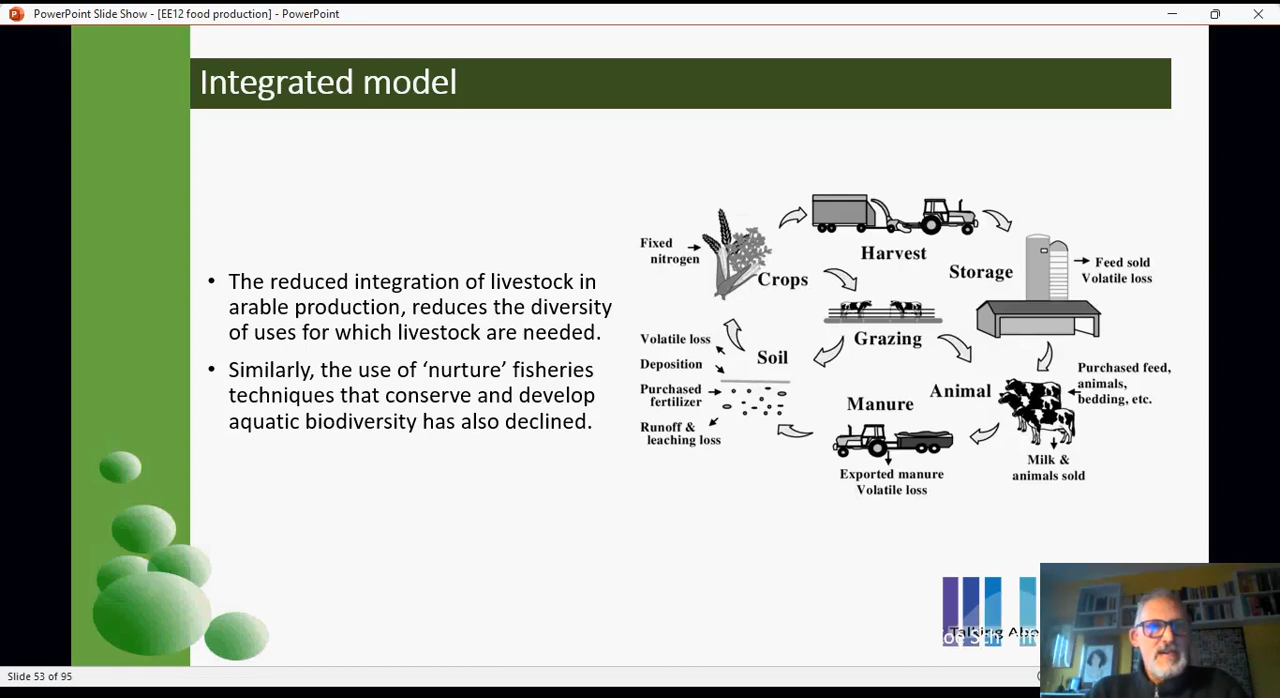 PowerPoint Slide Show - [EE12 food production] - PowerPoint
Integrated model
• The reduced integration of livestock in
arable production, reduces the diversity
of uses for which livestock are needed.
• Similarly, the use of ‘nurture’ fisheries
techniques that conserve and develop
aquatic biodiversity has also declined.
Fixed
nitrogen
Crops
Harvest
Storage
Feed sold
Volatile loss
Grazing
Volatile loss
Deposition
Purchased
fertilizer
Runoff &
leaching loss
Soil
Manure
Exported manure
Volatile loss
Animal
Purchased feed,
animals,
bedding, etc.
Milk &
animals sold
Talking
Slide 53 of 95